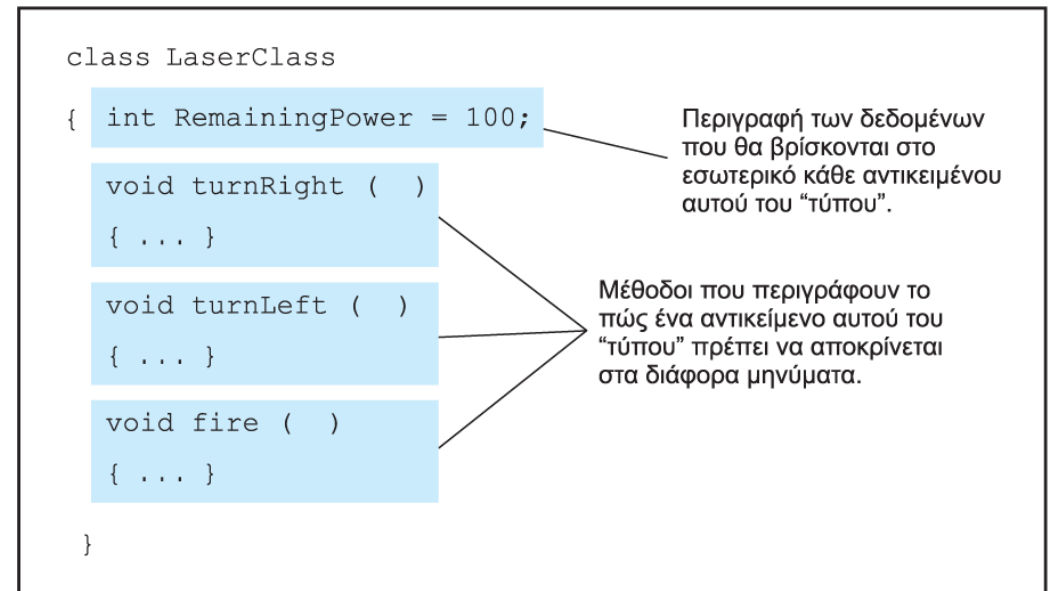 class LaserClass
{ int RemainingPower = 100;
Περιγραφή των δεδομένων
που θα βρίσκονται στο
εσωτερικό κάθε αντικειμένου
αυτού του “τύπου”.
void turnRight ( )
{ ... }
void turnLeft ( )
{ ... }
Μέθοδοι που περιγράφουν το
πώς ένα αντικείμενο αυτού του
“τύπου” πρέπει να αποκρίνεται
στα διάφορα μηνύματα.
void fire ( )
{ ... }
}